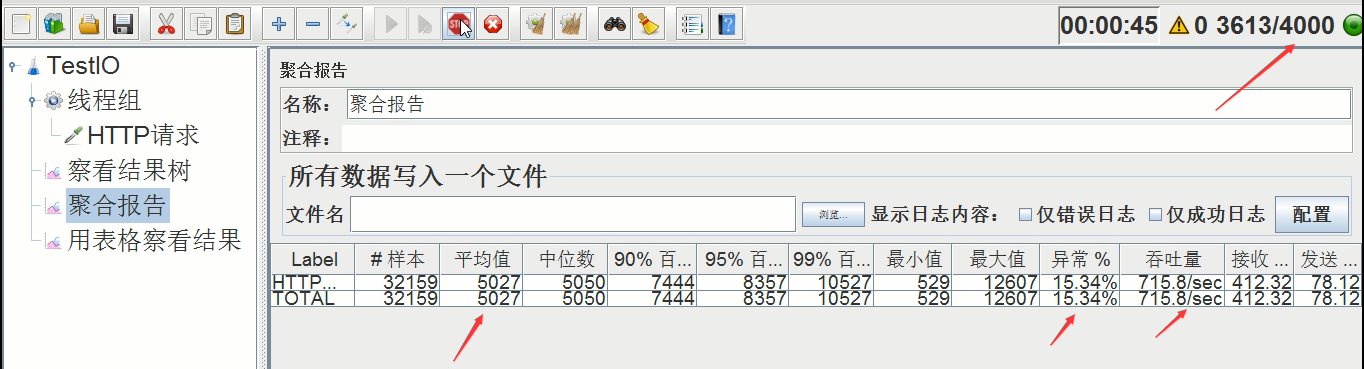 00:00:45 0 3613/4000
TestIO
线程组
HTTP请求
察看结果树
聚合报告
用表格察看结果
聚合报告
名称： 聚合报告
注释：
所有数据写入一个文件
文件名 浏览... 显示日志内容： 仅错误日志 仅成功日志 配置
Label # 样本 平均值 中位数 90% 百... 95% 百... 99% 百... 最小值 最大值 异常 % 吞吐量 接收 ... 发送 ...
HTTP... 32159 5027 5050 7444 8357 10527 529 12607 15.34% 715.8/sec 412.32 78.12
TOTAL 32159 5027 5050 7444 8357 10527 529 12607 15.34% 715.8/sec 412.32 78.12